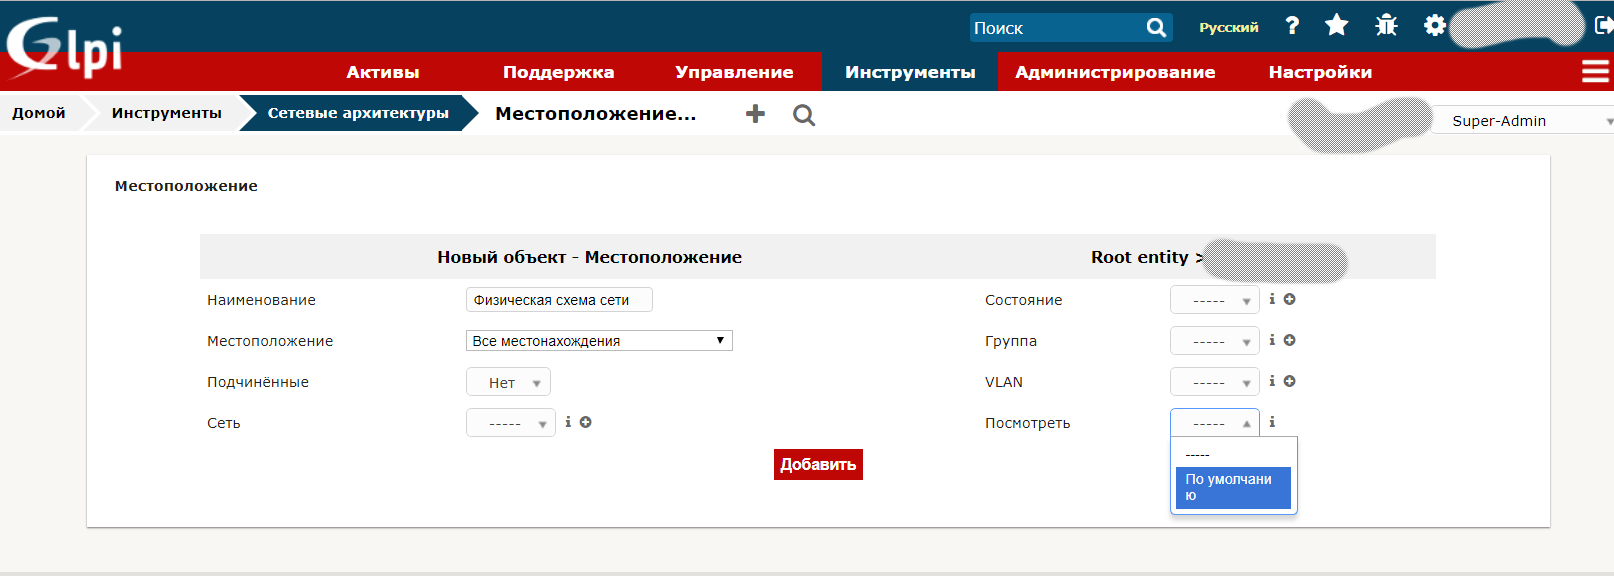 Glpi
Поиск
Русский
Активы
Поддержка
Управление
Инструменты
Администрирование
Настройки
Домой
Инструменты
Сетевые архитектуры
Местоположение...
Super-Admin
Местоположение
Новый объект - Местоположение
Root entity >
Наименование
Физическая схема сети
Состояние
-----
Местоположение
Все местонахождения
Группа
-----
Подчинённые
Нет
VLAN
-----
Сеть
-----
Посмотреть
-----
-----
По умолчани
ю
Добавить